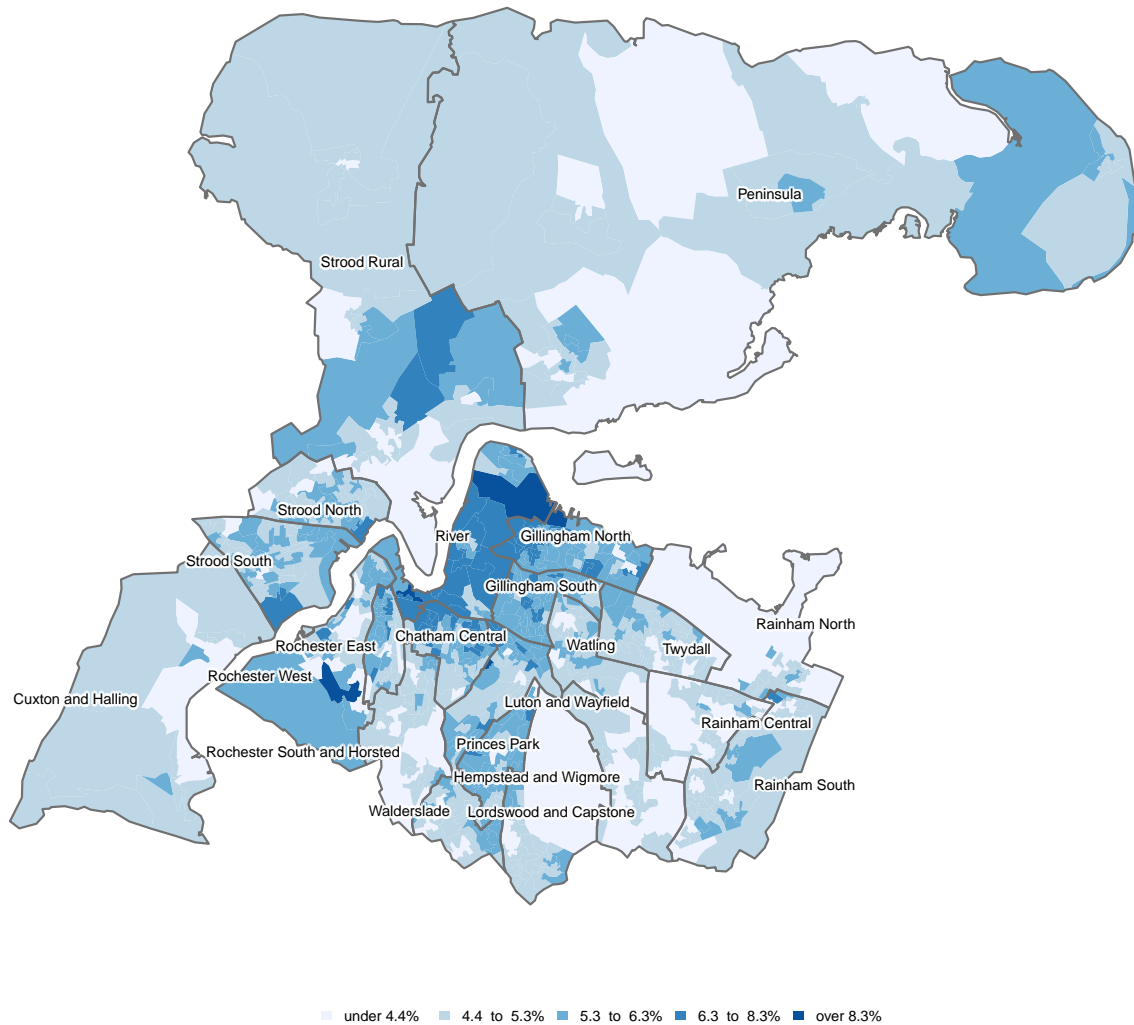 Peninsula
Strood Rural
Strood North
River
Gillingham North
Strood South
Gillingham South
Rainham North
Chatham Central
Rochester East
Watling
Twydall
Rochester West
Cuxton and Halling
Luton and Wayfield
Rainham Central
Princes Park
Rochester South and Horsted
Hempstead and Wigmore
Rainham South
Walderslade
Lordswood and Capstone
under 4.4% 4.4 to 5.3% 5.3 to 6.3% 6.3 to 8.3% over 8.3%